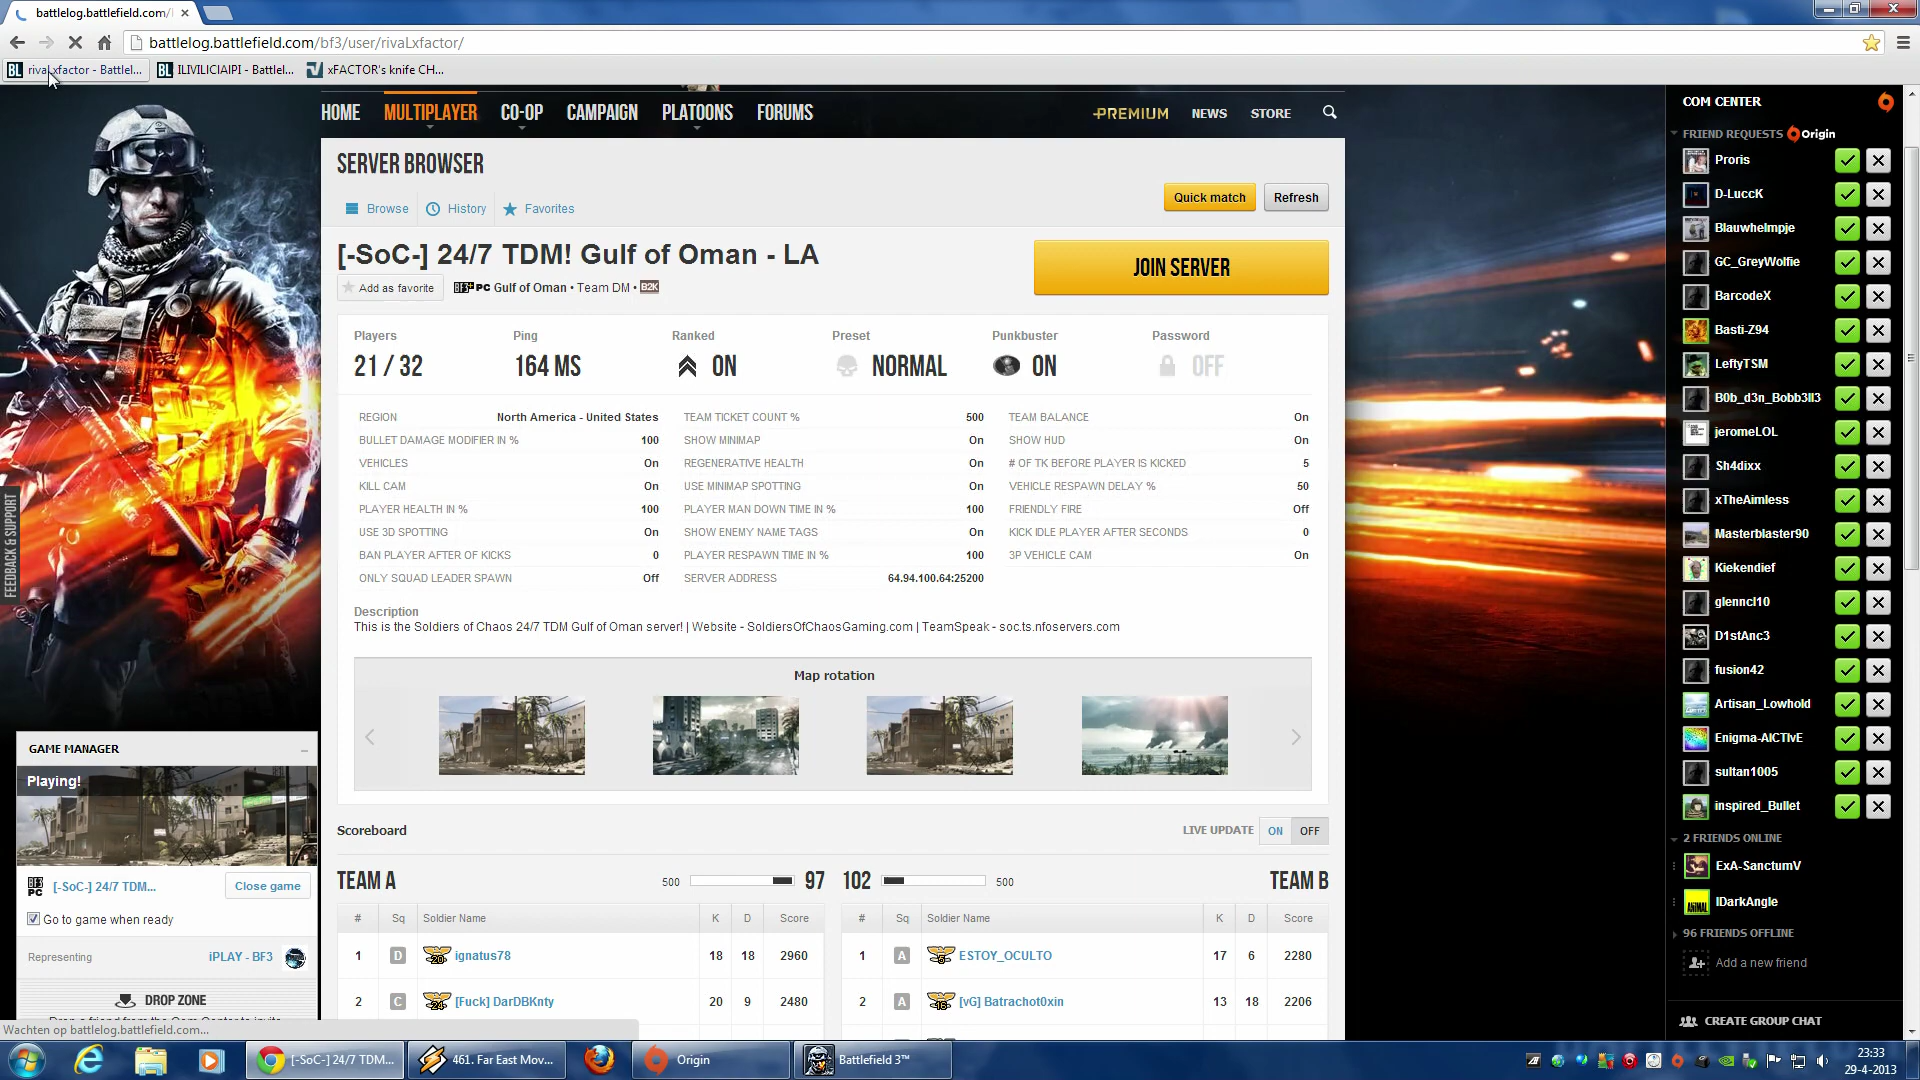 battlelog.battlefield.com/
battlelog.battlefield.com/bf3/user/rivaLxfactor/
BL rivaLxfactor - Battlel...
BL ILIVILICIAIPI - Battlel...
xFACTOR's knife CH...
HOME MULTIPLAYER CO-OP CAMPAIGN PLATOONS FORUMS
PREMIUM NEWS STORE
SERVER BROWSER
Browse History Favorites
Quick match Refresh
[-SoC-] 24/7 TDM! Gulf of Oman - LA
JOIN SERVER
Add as favorite
BF3 PC Gulf of Oman • Team DM • B2K
Players Ping Ranked Preset Punkbuster Password
21 / 32 164 MS ON NORMAL ON OFF
REGION North America - United States TEAM TICKET COUNT % 500 TEAM BALANCE On
BULLET DAMAGE MODIFIER IN % 100 SHOW MINIMAP On SHOW HUD On
VEHICLES On REGENERATIVE HEALTH On # OF TK BEFORE PLAYER IS KICKED 5
KILL CAM On USE MINIMAP SPOTTING On VEHICLE RESPAWN DELAY % 50
PLAYER HEALTH IN % 100 PLAYER MAN DOWN TIME IN % 100 FRIENDLY FIRE Off
USE 3D SPOTTING On SHOW ENEMY NAME TAGS On KICK IDLE PLAYER AFTER SECONDS 0
BAN PLAYER AFTER OF KICKS 0 PLAYER RESPAWN TIME IN % 100 3P VEHICLE CAM On
ONLY SQUAD LEADER SPAWN Off SERVER ADDRESS 64.94.100.64:25200
Description
This is the Soldiers of Chaos 24/7 TDM Gulf of Oman server! | Website - SoldiersOfChaosGaming.com | TeamSpeak - soc.ts.nfoservers.com
Map rotation
Scoreboard
LIVE UPDATE ON OFF
TEAM A 500 97 102 500 TEAM B
# Sq Soldier Name K D Score # Sq Soldier Name K D Score
1 D 20 ignatus78 18 18 2960 1 A 5 ESTOY_OCULTO 17 6 2280
2 C 24 [Fuck] DarDBKnty 20 9 2480 2 A 16 [vG] Batrachot0xin 13 18 2206
FEEDBACK & SUPPORT
GAME MANAGER
Playing!
BF3 PC [-SoC-] 24/7 TDM...
Close game
Go to game when ready
Representing iPLAY - BF3
DROP ZONE
Wachten op battlelog.battlefield.com...
COM CENTER
FRIEND REQUESTS Origin
Proris
D-LuccK
Blauwhelmpje
GC_GreyWolfie
BarcodeX
Basti-Z94
LeftyTSM
B0b_d3n_Bobb3ll3
jeromeLOL
Sh4dixx
xTheAimless
Masterblaster90
Kiekendief
glenncl10
D1stAnc3
fusion42
Artisan_Lowhold
Enigma-AlCTIvE
sultan1005
inspired_Bullet
2 FRIENDS ONLINE
ExA-SanctumV
IDarkAngle
96 FRIENDS OFFLINE
Add a new friend
CREATE GROUP CHAT
[-SoC-] 24/7 TDM...
461. Far East Mov...
Origin
Battlefield 3™
23:33
29-4-2013